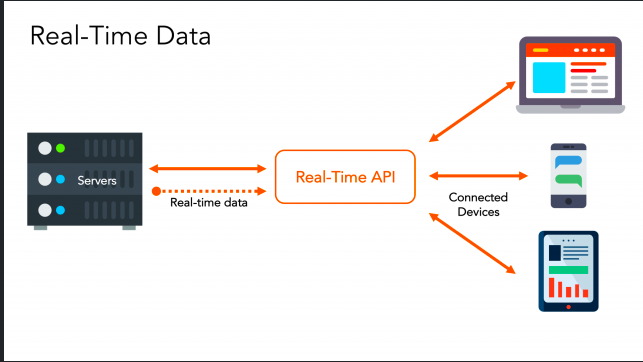 Real-Time Data
Servers
Real-time data
Real-Time API
Connected
Devices